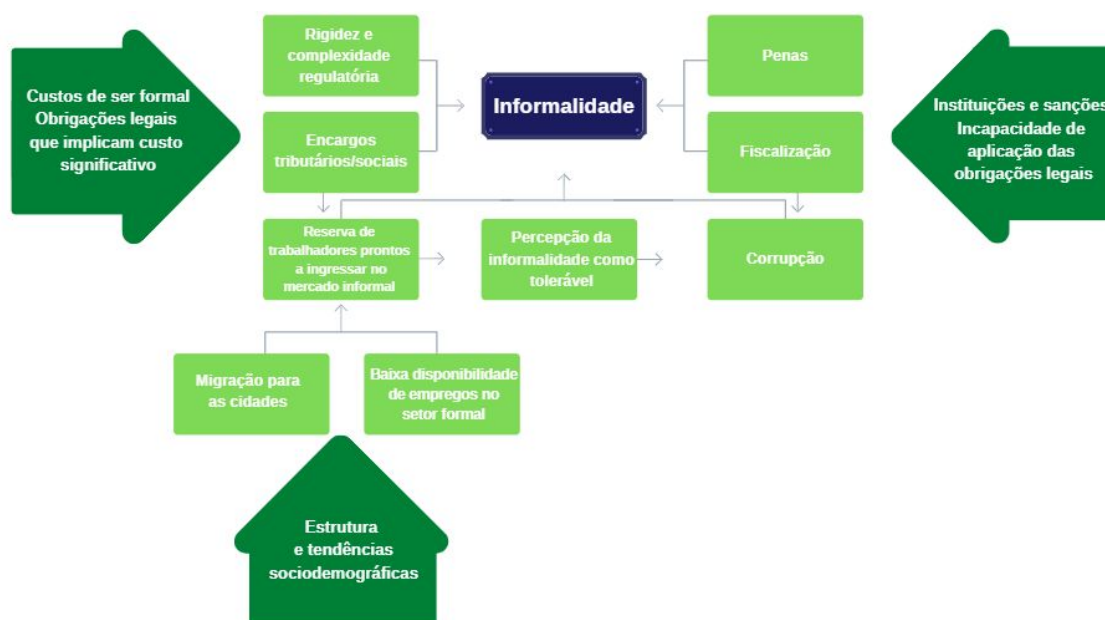 Custos de ser formal
Obrigações legais
que implicam custo
significativo
Rigidez e
complexidade
regulatória
Encargos
tributários/sociais
Informalidade
Penas
Fiscalização
Instituições e sanções
Incapacidade de
aplicação das
obrigações legais
Reserva de
trabalhadores prontos
a ingressar no
mercado informal
Percepção da
informalidade como
tolerável
Corrupção
Migração para
as cidades
Baixa disponibilidade
de empregos no
setor formal
Estrutura
e tendências
sociodemográficas